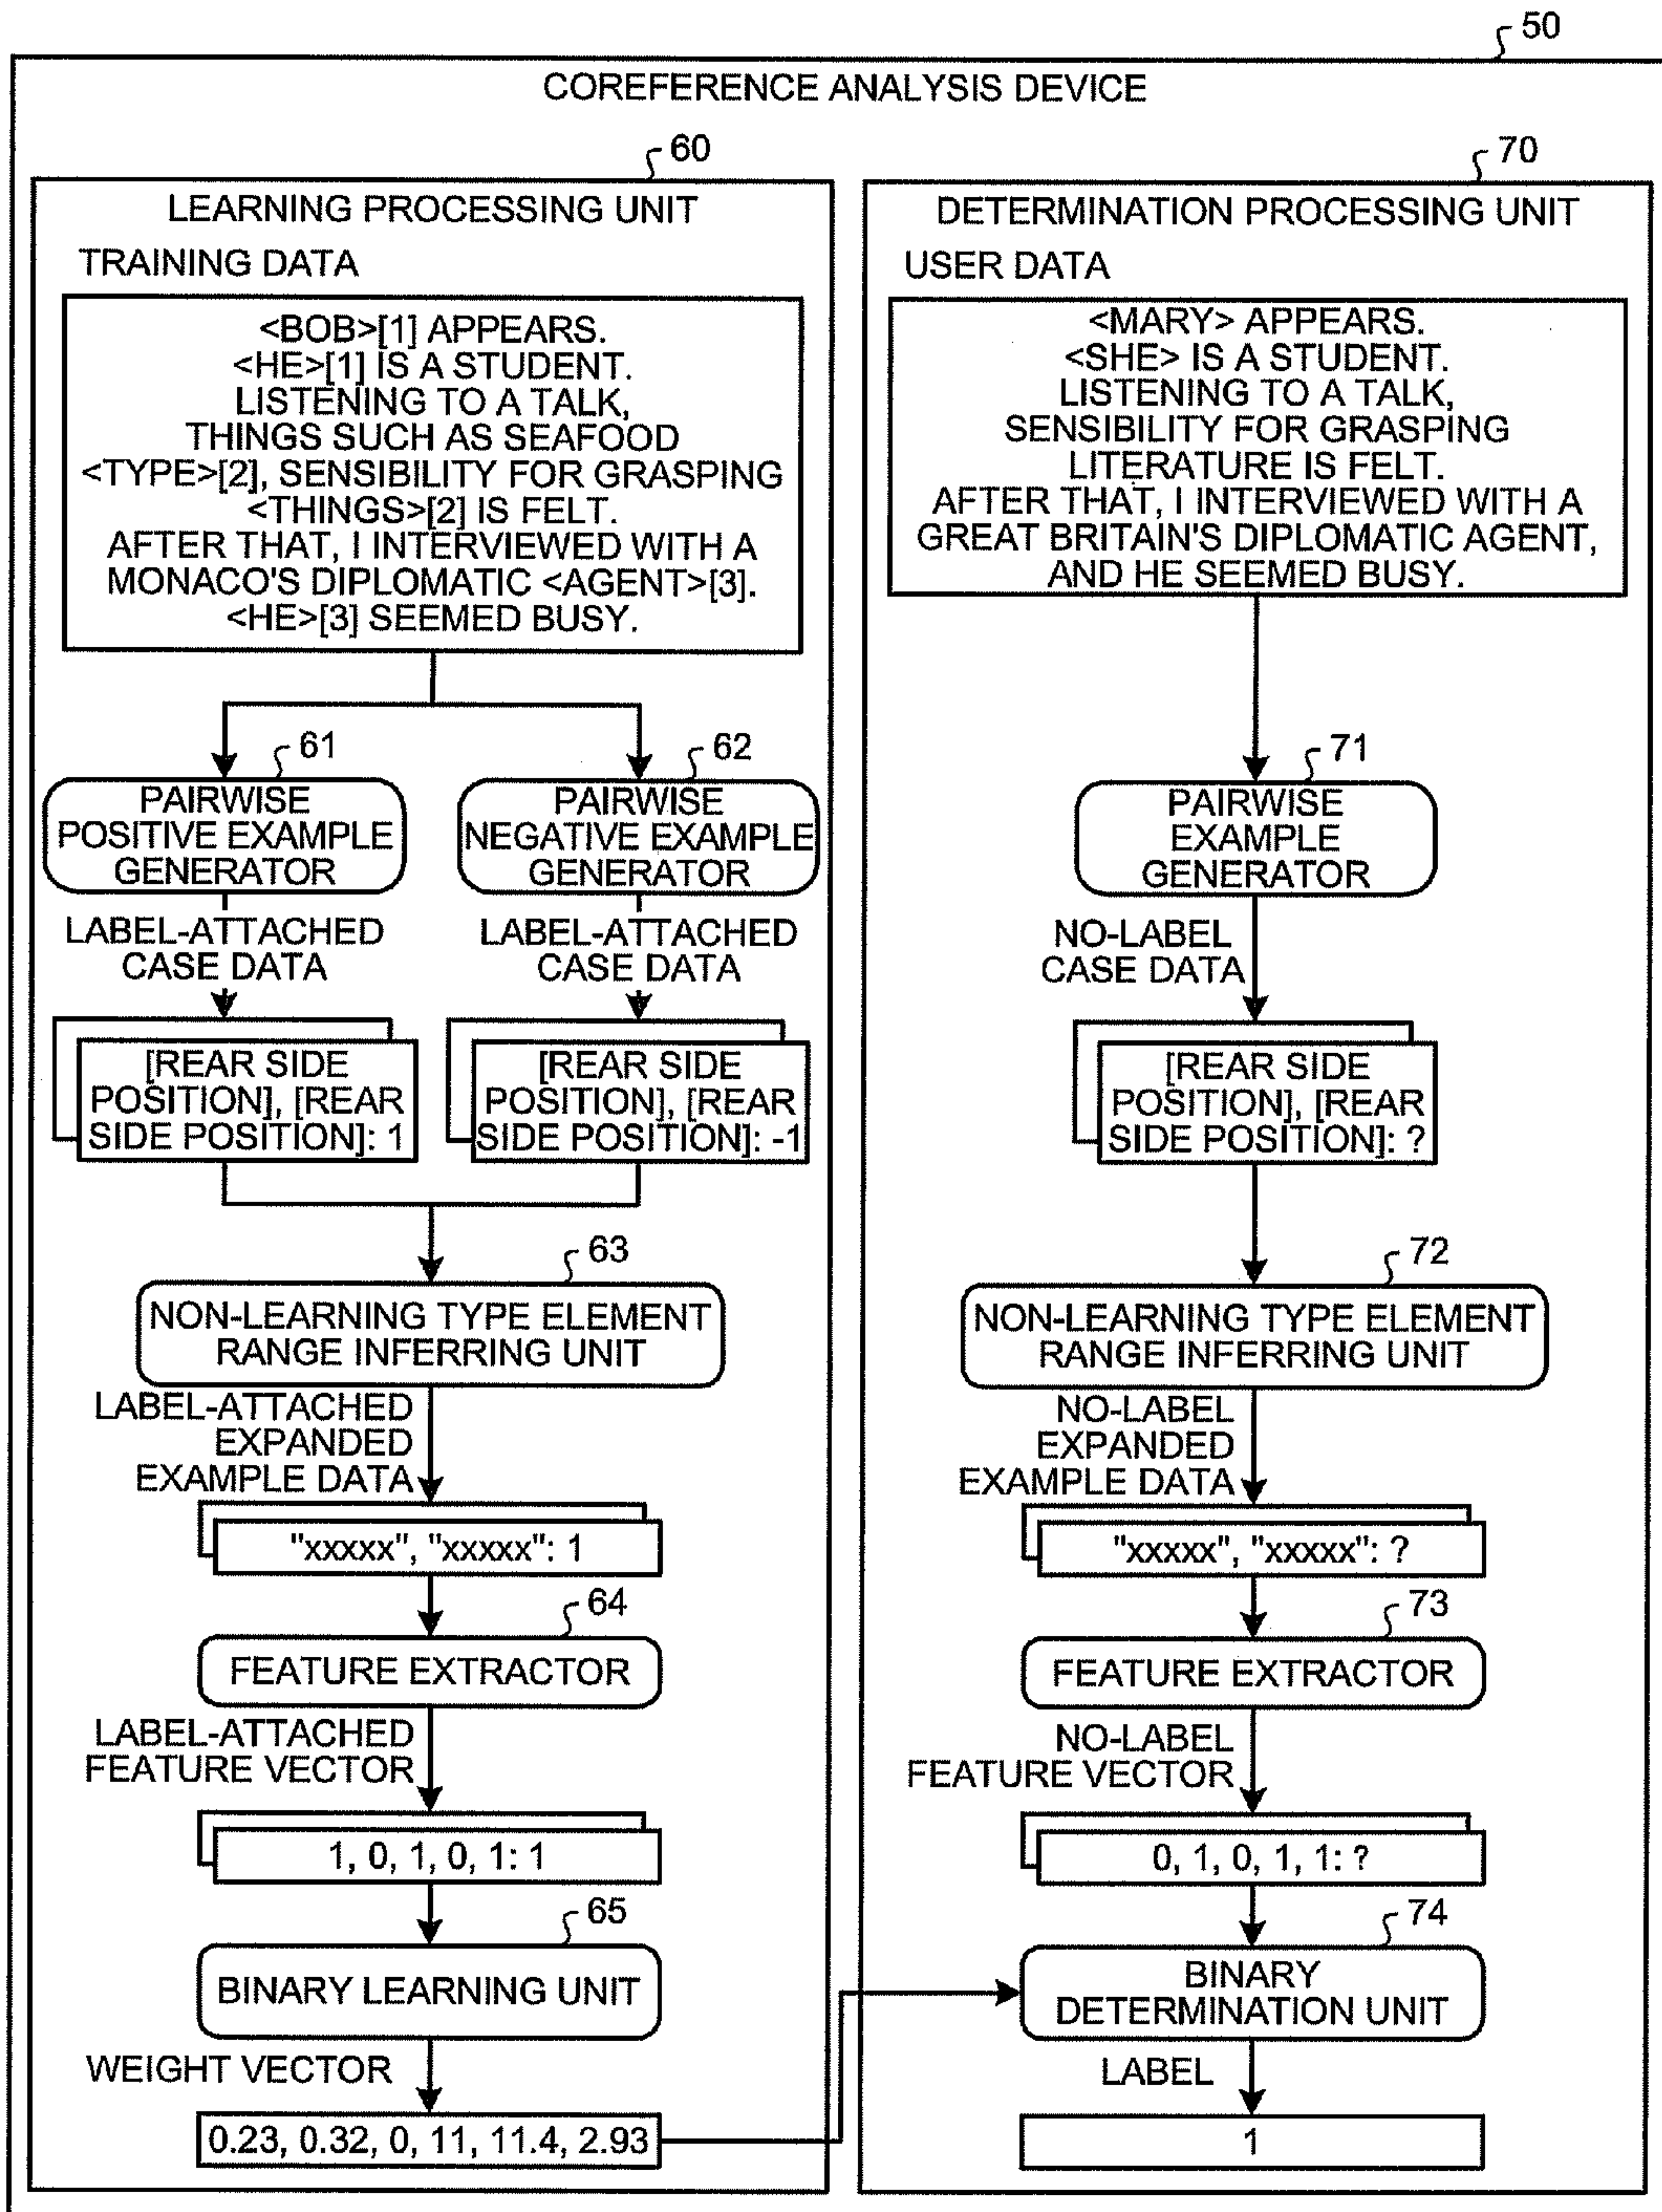 50
COREFERENCE ANALYSIS DEVICE
60
LEARNING PROCESSING UNIT
TRAINING DATA
<BOB>[1] APPEARS.
<HE>[1] IS A STUDENT.
LISTENING TO A TALK,
THINGS SUCH AS SEAFOOD
<TYPE>[2], SENSIBILITY FOR GRASPING
<THINGS>[2] IS FELT.
AFTER THAT, I INTERVIEWED WITH A
MONACO'S DIPLOMATIC <AGENT>[3].
<HE>[3] SEEMED BUSY.
61
PAIRWISE
POSITIVE EXAMPLE
GENERATOR
62
PAIRWISE
NEGATIVE EXAMPLE
GENERATOR
LABEL-ATTACHED
CASE DATA
LABEL-ATTACHED
CASE DATA
[REAR SIDE
POSITION], [REAR
SIDE POSITION]: 1
[REAR SIDE
POSITION], [REAR
SIDE POSITION]: -1
63
NON-LEARNING TYPE ELEMENT
RANGE INFERRING UNIT
LABEL-ATTACHED
EXPANDED
EXAMPLE DATA
"xxxxx", "xxxxx": 1
64
FEATURE EXTRACTOR
LABEL-ATTACHED
FEATURE VECTOR
1, 0, 1, 0, 1: 1
65
BINARY LEARNING UNIT
WEIGHT VECTOR
0.23, 0.32, 0, 11, 11.4, 2.93
70
DETERMINATION PROCESSING UNIT
USER DATA
<MARY> APPEARS.
<SHE> IS A STUDENT.
LISTENING TO A TALK,
SENSIBILITY FOR GRASPING
LITERATURE IS FELT.
AFTER THAT, I INTERVIEWED WITH A
GREAT BRITAIN'S DIPLOMATIC AGENT,
AND HE SEEMED BUSY.
71
PAIRWISE
EXAMPLE
GENERATOR
NO-LABEL
CASE DATA
[REAR SIDE
POSITION], [REAR
SIDE POSITION]: ?
72
NON-LEARNING TYPE ELEMENT
RANGE INFERRING UNIT
NO-LABEL
EXPANDED
EXAMPLE DATA
"xxxxx", "xxxxx": ?
73
FEATURE EXTRACTOR
NO-LABEL
FEATURE VECTOR
0, 1, 0, 1, 1: ?
74
BINARY
DETERMINATION UNIT
LABEL
1